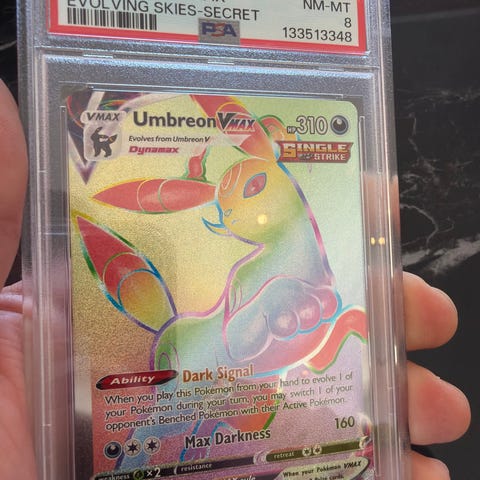 EVOLVING SKIES-SECRET
NM-MT
8
PSA
133513348
VMAX
Umbreon VMAX
HP 310
Evolves from Umbreon V
Dynamax
SINGLE
STRIKE
Ability Dark Signal
When you play this Pokémon from your hand to evolve 1 of
your Pokémon during your turn, you may switch 1 of your
opponent's Benched Pokémon with their Active Pokémon.
Max Darkness 160
weakness ×2 resistance retreat
When your Pokémon VMAX